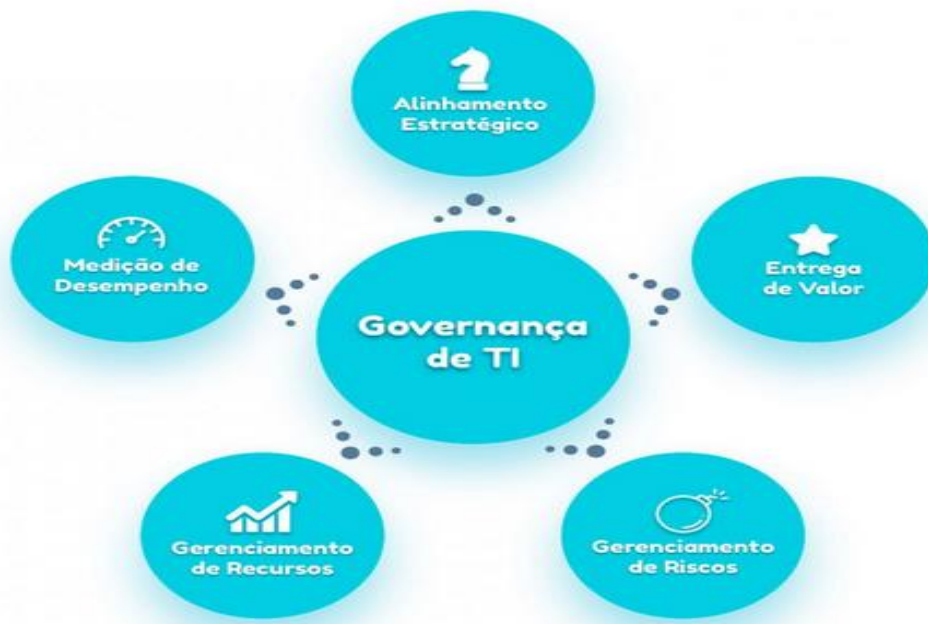 Alinhamento
Estratégico
Medição de
Desempenho
Entrega
de Valor
Governança
de TI
Gerenciamento
de Recursos
Gerenciamento
de Riscos